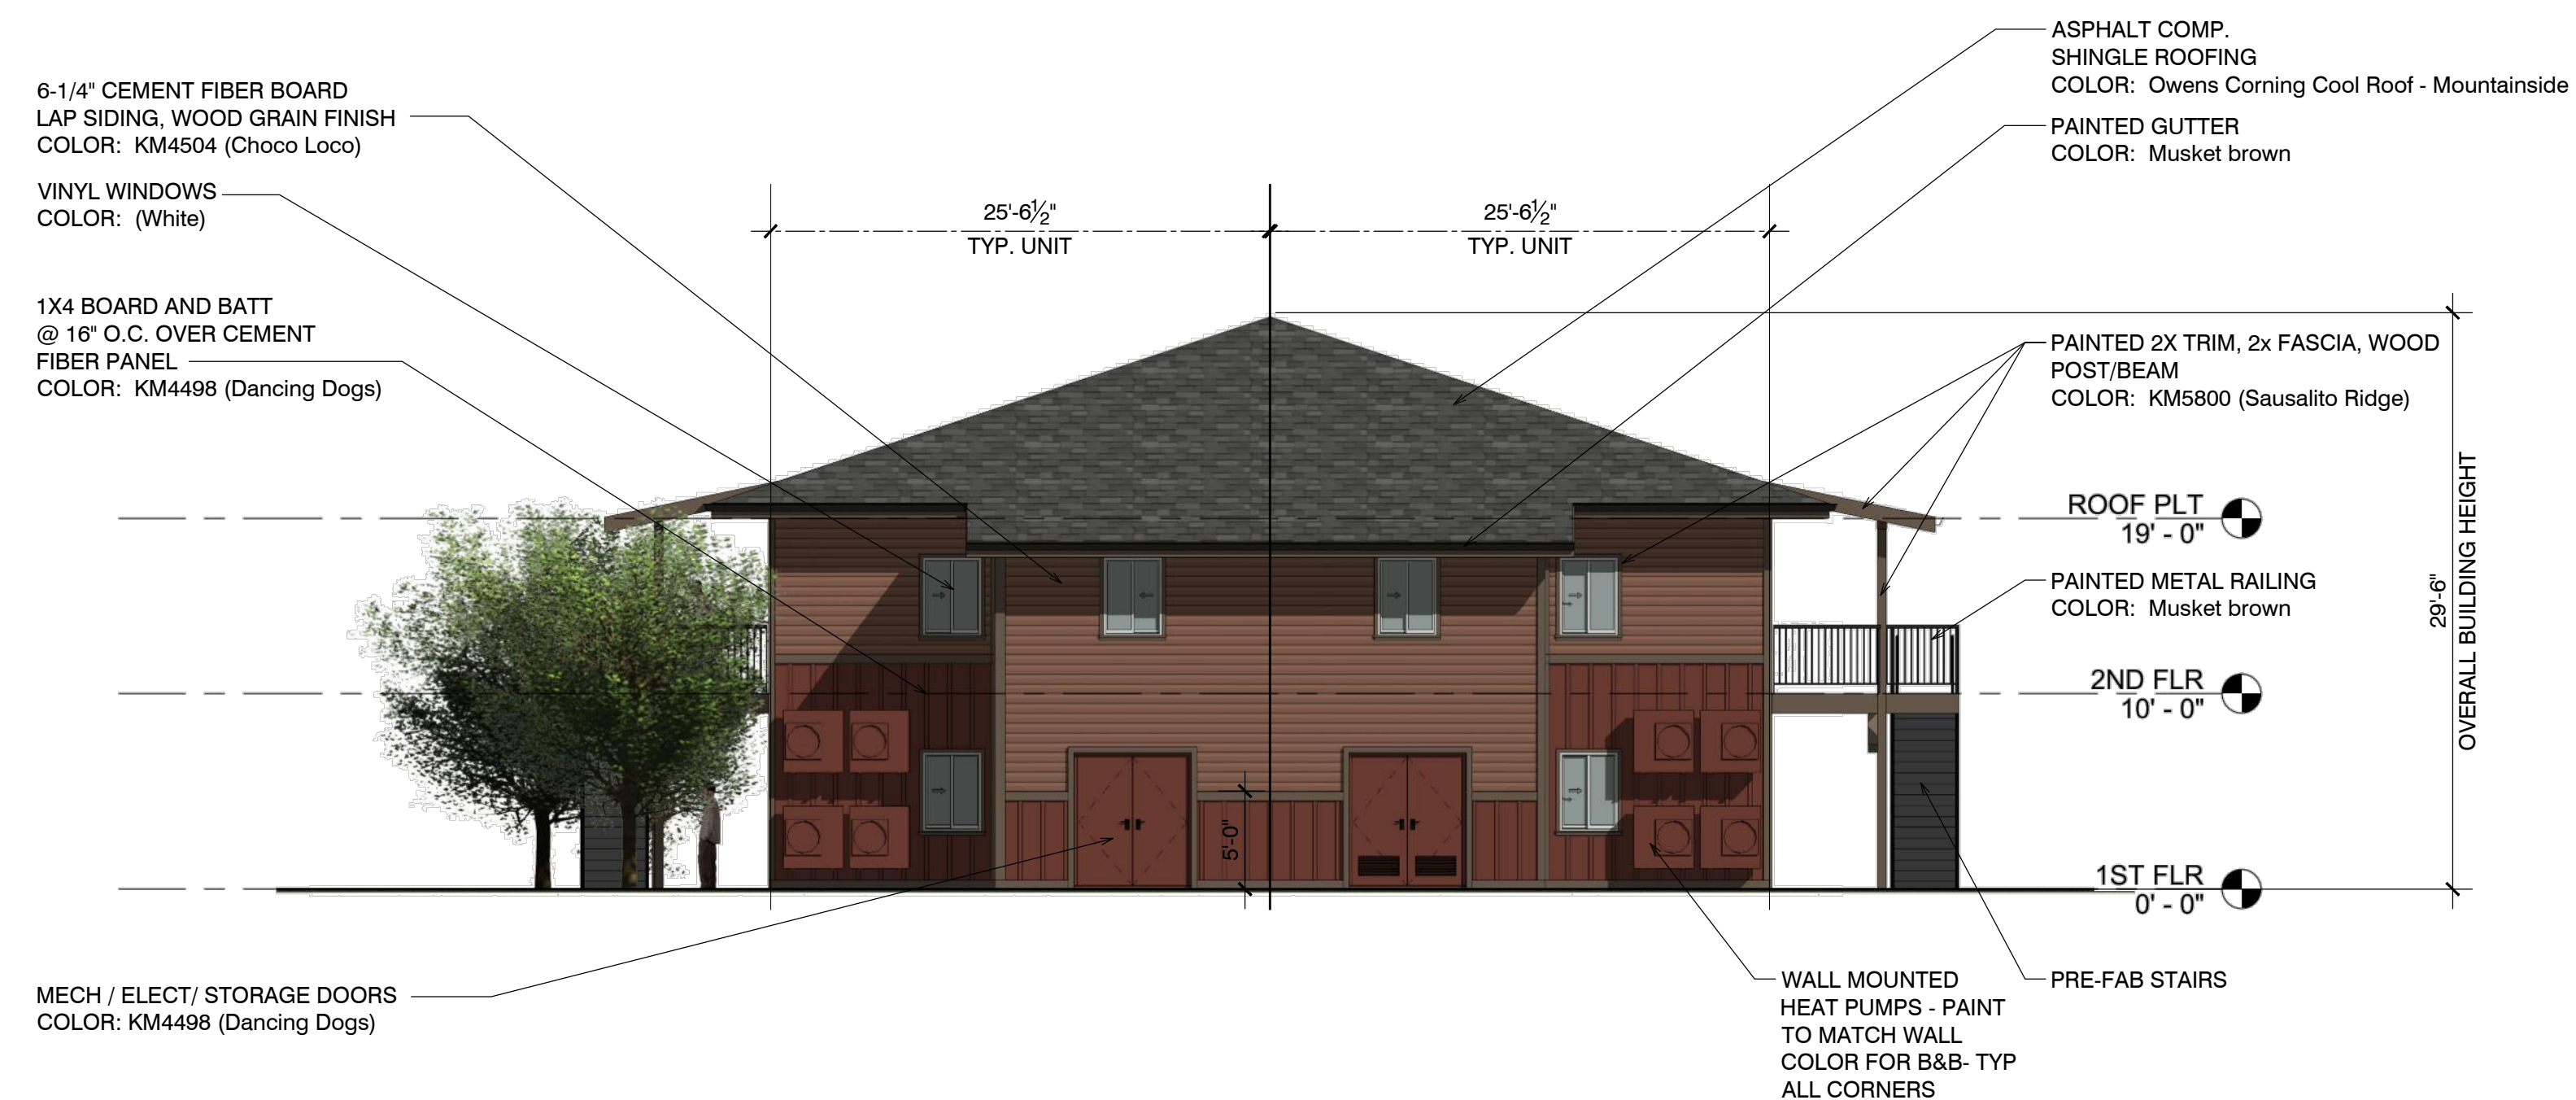 6-1/4" CEMENT FIBER BOARD
LAP SIDING, WOOD GRAIN FINISH
COLOR:  KM4504 (Choco Loco)
VINYL WINDOWS
COLOR:  (White)
1X4 BOARD AND BATT
@ 16" O.C. OVER CEMENT
FIBER PANEL
COLOR:  KM4498 (Dancing Dogs)
MECH / ELECT/ STORAGE DOORS
COLOR: KM4498 (Dancing Dogs)
25'-6½"
TYP. UNIT
25'-6½"
TYP. UNIT
5'-0"
ASPHALT COMP.
SHINGLE ROOFING
COLOR:  Owens Corning Cool Roof - Mountainside
PAINTED GUTTER
COLOR:  Musket brown
PAINTED 2X TRIM, 2x FASCIA, WOOD
POST/BEAM
COLOR:  KM5800 (Sausalito Ridge)
ROOF PLT
19' - 0"
PAINTED METAL RAILING
COLOR:  Musket brown
2ND FLR
10' - 0"
1ST FLR
0' - 0"
29'-6"
OVERALL BUILDING HEIGHT
WALL MOUNTED
HEAT PUMPS - PAINT
TO MATCH WALL
COLOR FOR B&B- TYP
ALL CORNERS
PRE-FAB STAIRS